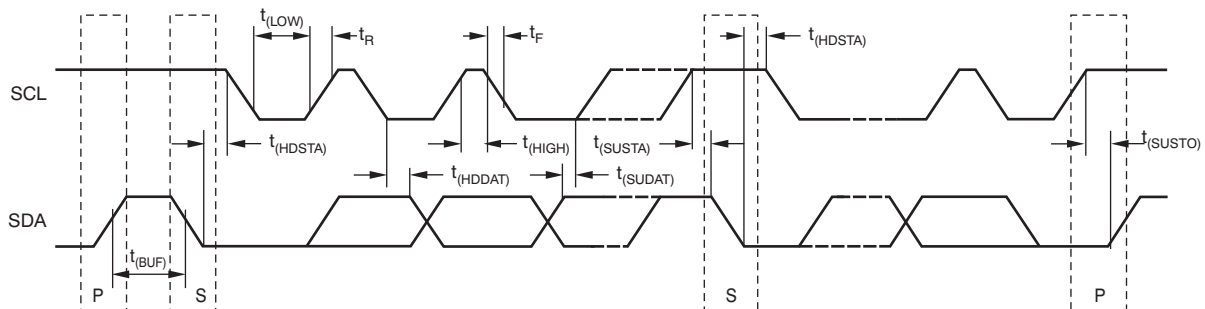 t(LOW)
tR
tF
t(HDSTA)
SCL
t(HDSTA)
t(HIGH)
t(SUSTA)
t(SUSTO)
t(HDDAT)
t(SUDAT)
SDA
t(BUF)
P
S
S
P